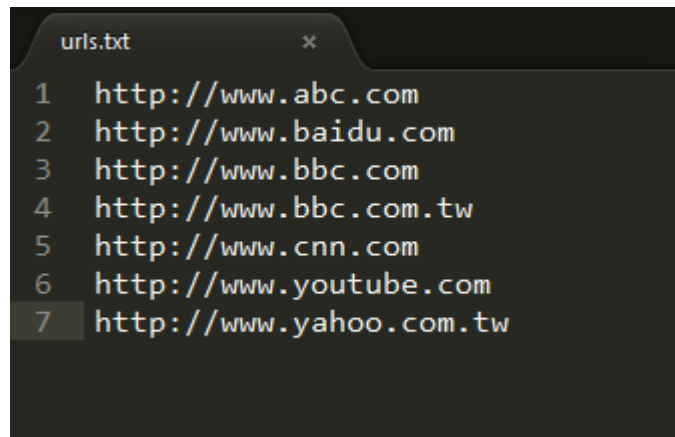 urls.txt ×
1 http://www.abc.com
2 http://www.baidu.com
3 http://www.bbc.com
4 http://www.bbc.com.tw
5 http://www.cnn.com
6 http://www.youtube.com
7 http://www.yahoo.com.tw